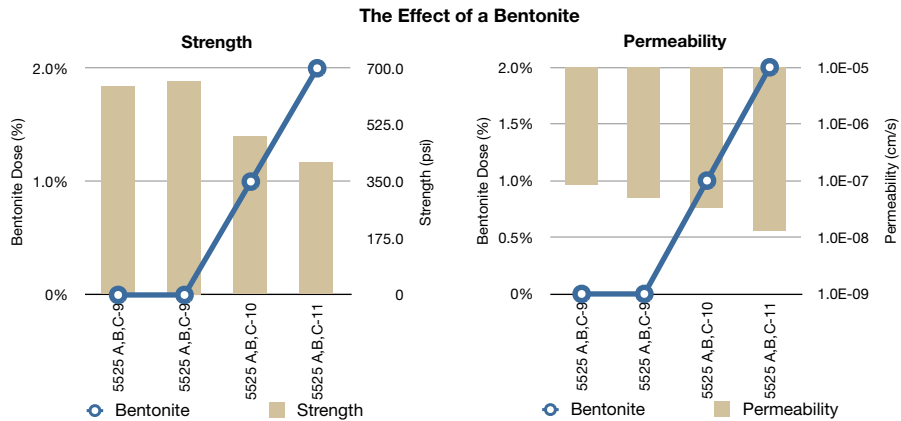 The Effect of a Bentonite
Strength
2.0%
1.0%
0%
Bentonite Dose (%)
700.0
525.0
350.0
175.0
0
Strength (psi)
5525 A,B,C-9
5525 A,B,C-9
5525 A,B,C-10
5525 A,B,C-11
Bentonite
Strength
Permeability
2.0%
1.5%
1.0%
0.5%
0%
Bentonite Dose (%)
1.0E-05
1.0E-06
1.0E-07
1.0E-08
1.0E-09
Permeability (cm/s)
5525 A,B,C-9
5525 A,B,C-9
5525 A,B,C-10
5525 A,B,C-11
Bentonite
Permeability